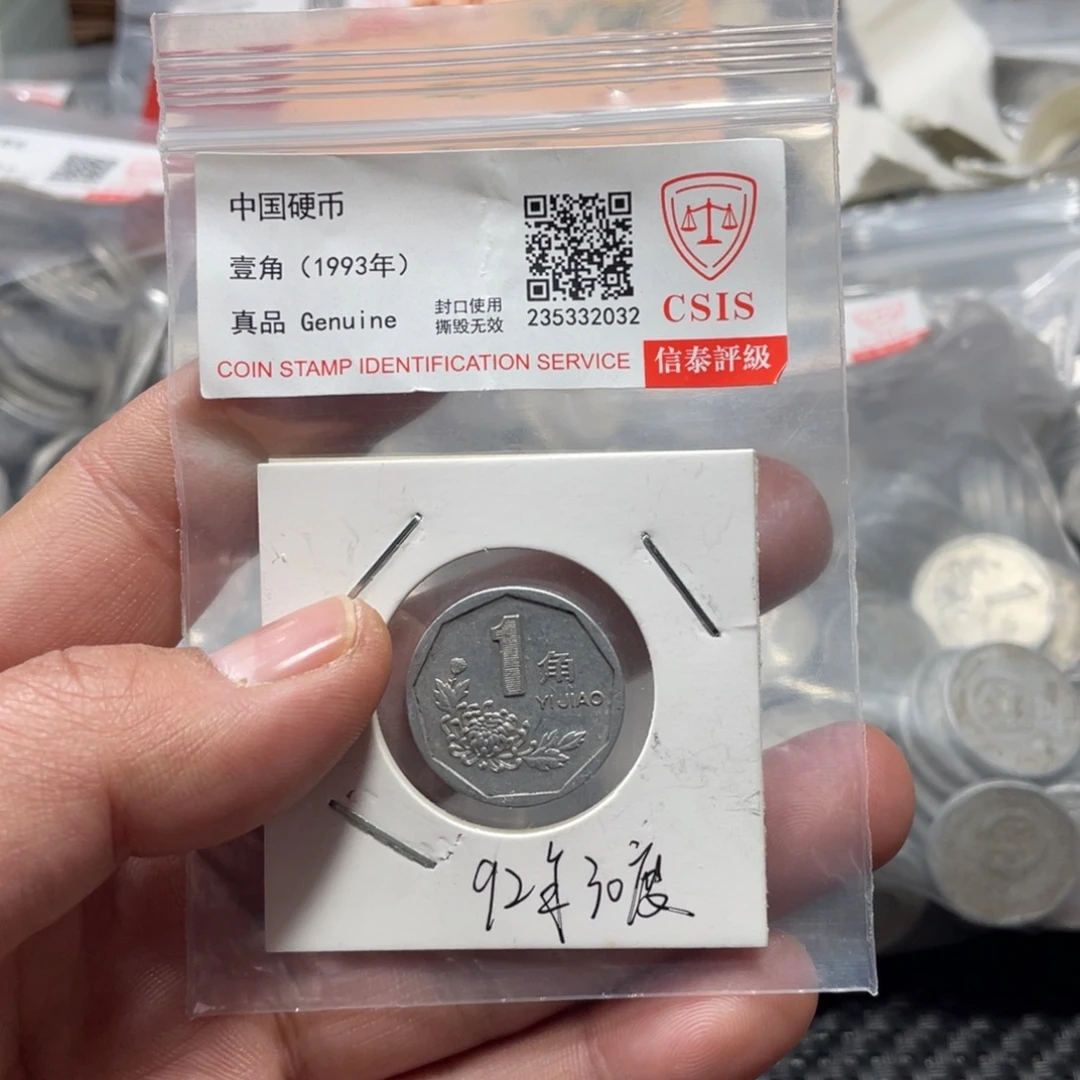 中国硬币
壹角（1993年）
真品 Genuine
封口使用
撕毁无效
235332032
CSIS
COIN STAMP IDENTIFICATION SERVICE
信泰評級
1
角
YI JIAO
92年30度